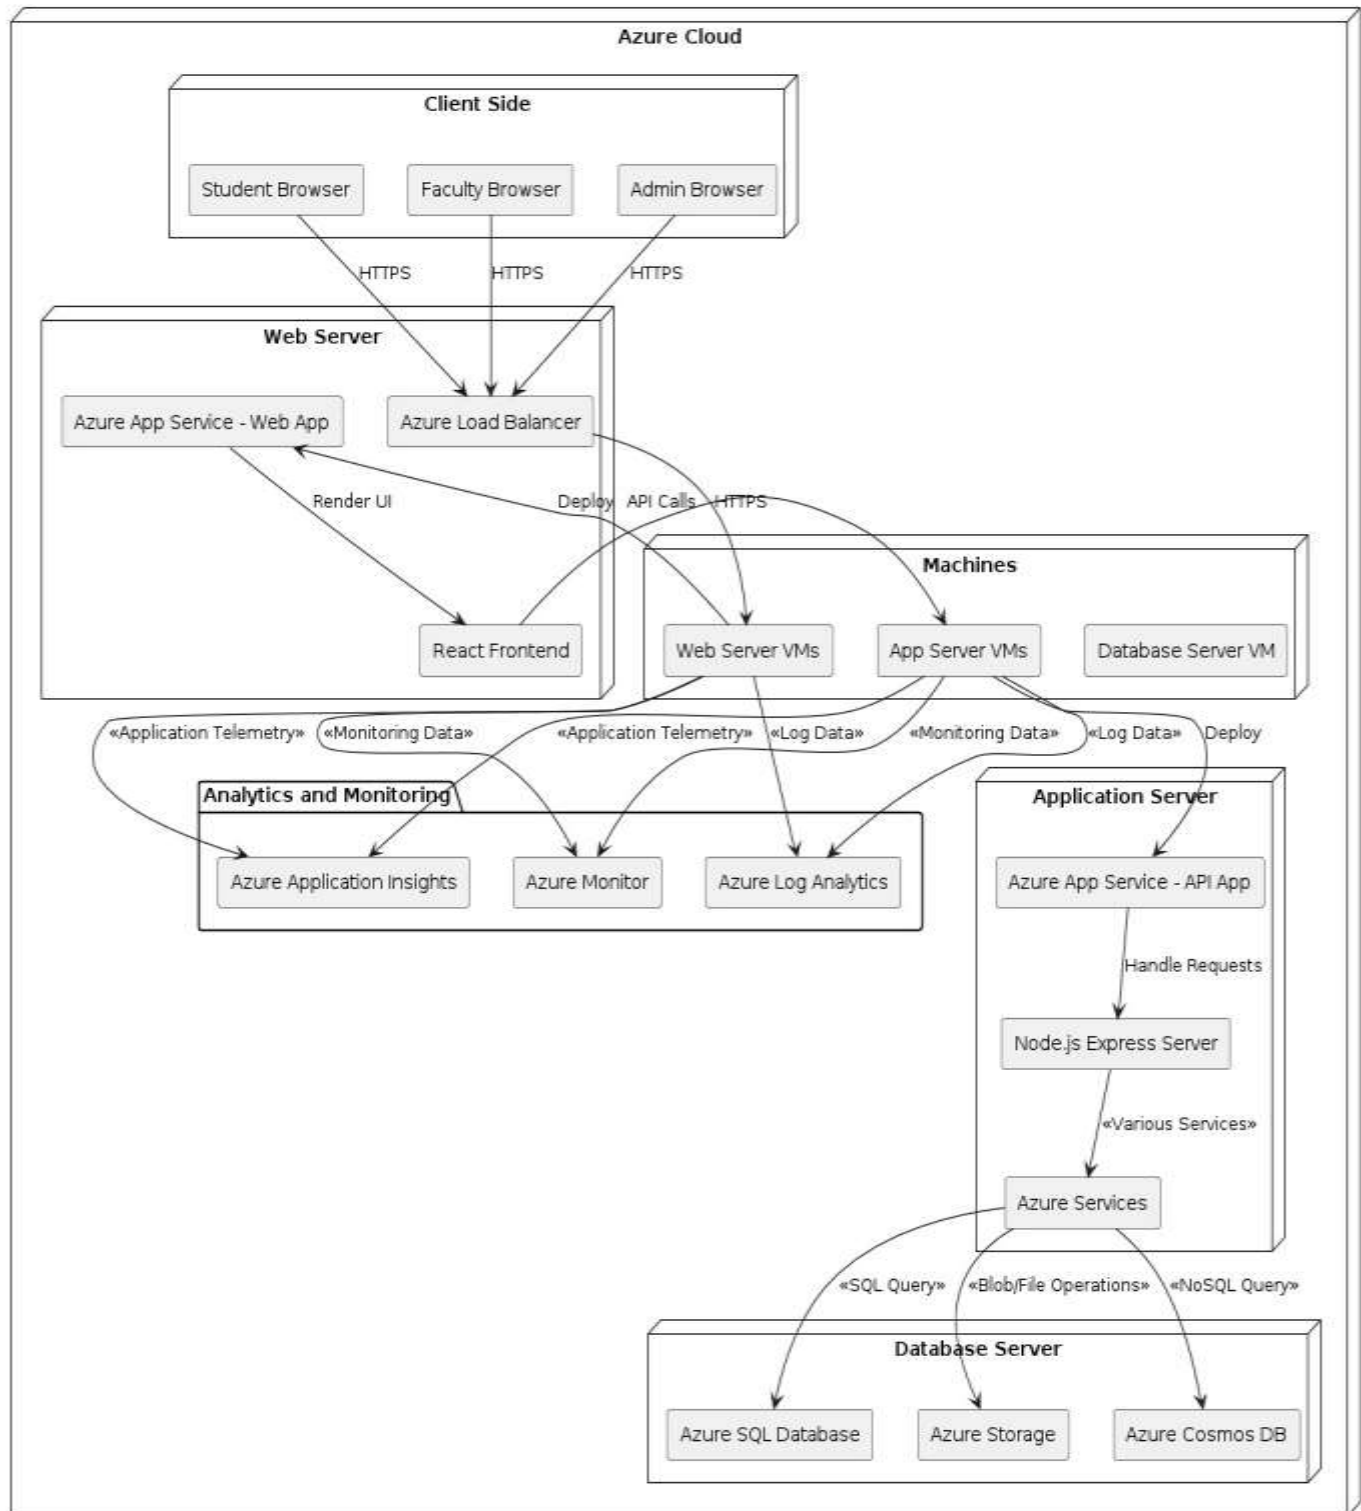 Azure Cloud
Client Side
Student Browser
Faculty Browser
Admin Browser
HTTPS
HTTPS
HTTPS
Web Server
Azure App Service - Web App
Azure Load Balancer
Render UI
Deploy
API Calls
HTTPS
Machines
React Frontend
Web Server VMs
App Server VMs
Database Server VM
«Application Telemetry»
«Monitoring Data»
«Application Telemetry»
«Log Data»
«Monitoring Data»
«Log Data»
Deploy
Analytics and Monitoring
Application Server
Azure Application Insights
Azure Monitor
Azure Log Analytics
Azure App Service - API App
Handle Requests
Node.js Express Server
«Various Services»
Azure Services
«SQL Query»
«Blob/File Operations»
«NoSQL Query»
Database Server
Azure SQL Database
Azure Storage
Azure Cosmos DB